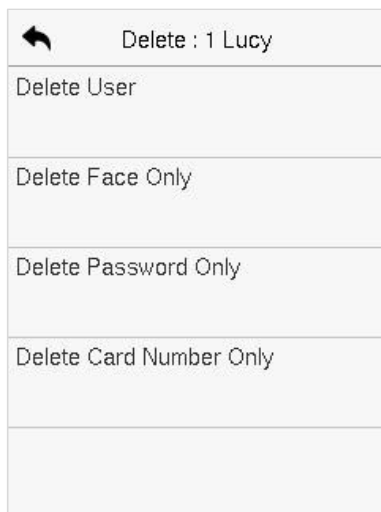 Delete : 1 Lucy
Delete User
Delete Face Only
Delete Password Only
Delete Card Number Only